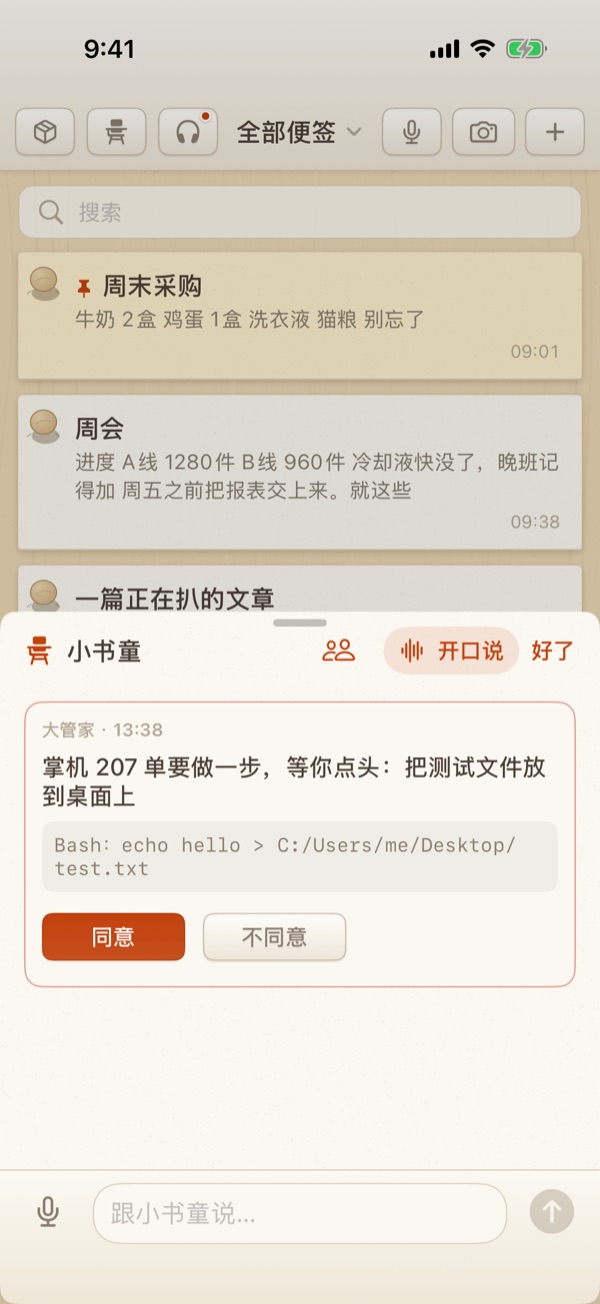 9:41
全部便签
搜索
周末采购
牛奶 2盒 鸡蛋 1盒 洗衣液 猫粮 别忘了
09:01
周会
进度 A线 1280件 B线 960件 冷却液快没了，晚班记
得加 周五之前把报表交上来。就这些
09:38
一篇正在扒的文章
小书童
开口说
好了
大管家 · 13:38
掌机 207 单要做一步，等你点头：把测试文件放
到桌面上
Bash: echo hello > C:/Users/me/Desktop/
test.txt
同意
不同意
跟小书童说…